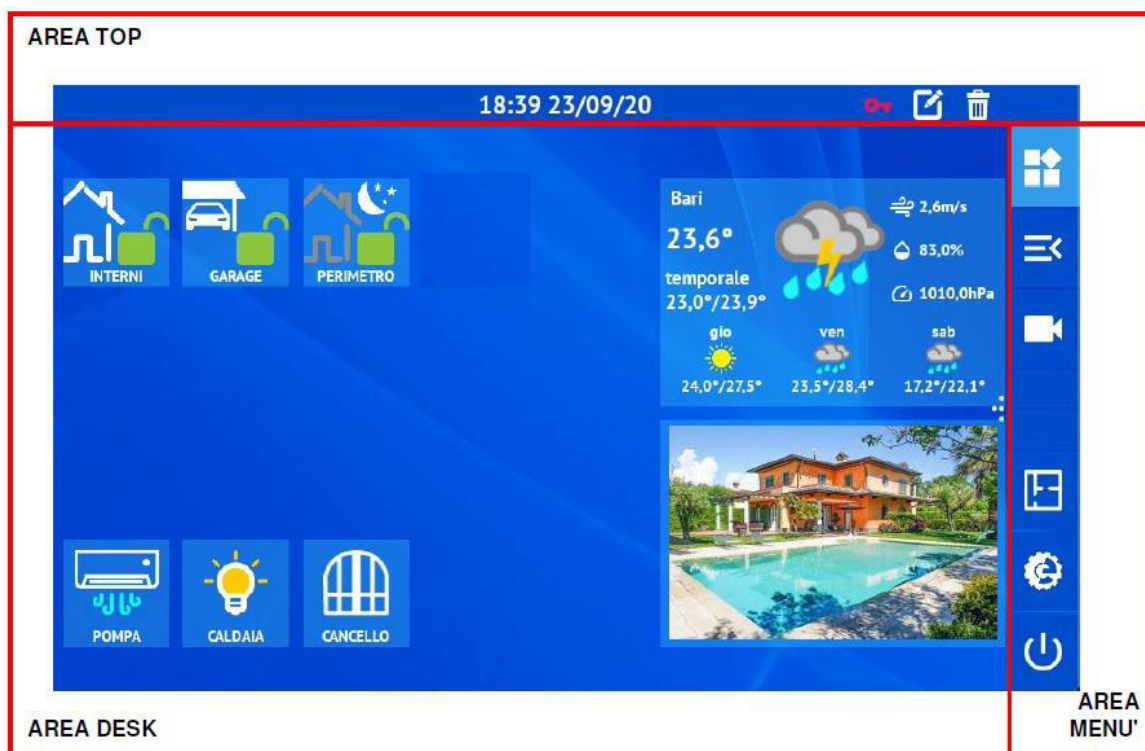 AREA TOP
18:39 23/09/20
INTERNI
GARAGE
PERIMETRO
Bari
23,6°
temporale
23,0°/23,9°
2,6m/s
83,0%
1010,0hPa
gio
ven
sab
24,0°/27,5°
23,5°/28,4°
17,2°/22,1°
POMPA
CALDAIA
CANCELLO
AREA DESK
AREA
MENU'